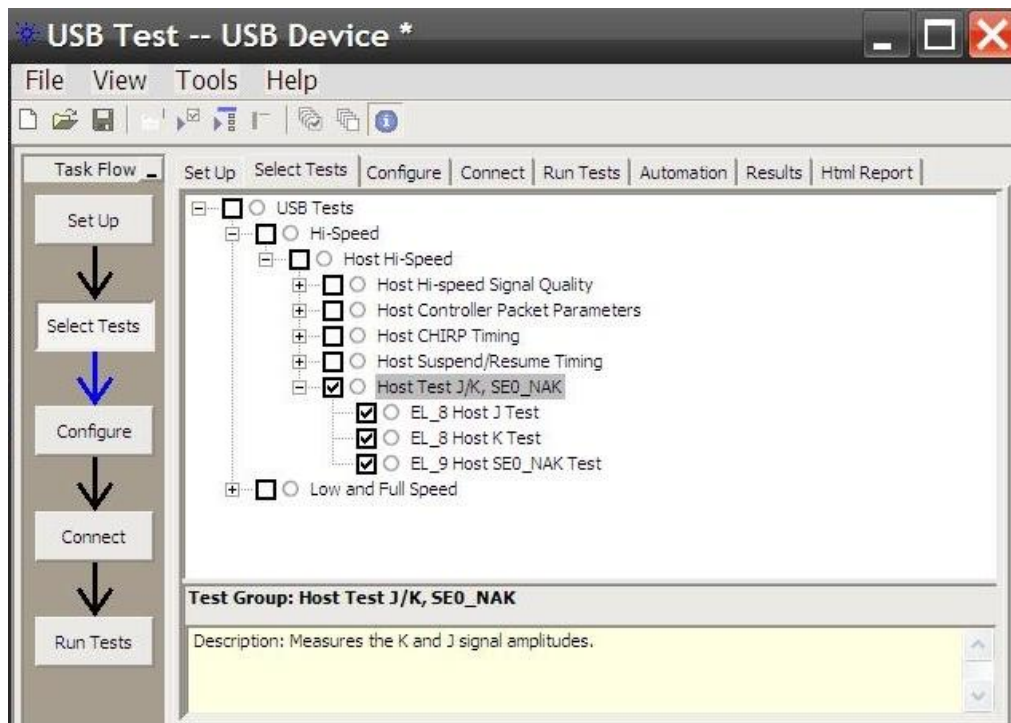 USB Test -- USB Device *
File View Tools Help
Task Flow
Set Up Select Tests Configure Connect Run Tests Automation Results Html Report
Set Up
Select Tests
Configure
Connect
Run Tests
USB Tests
Hi-Speed
Host Hi-Speed
Host Hi-speed Signal Quality
Host Controller Packet Parameters
Host CHIRP Timing
Host Suspend/Resume Timing
Host Test J/K, SE0_NAK
EL_8 Host J Test
EL_8 Host K Test
EL_9 Host SE0_NAK Test
Low and Full Speed
Test Group: Host Test J/K, SE0_NAK
Description: Measures the K and J signal amplitudes.